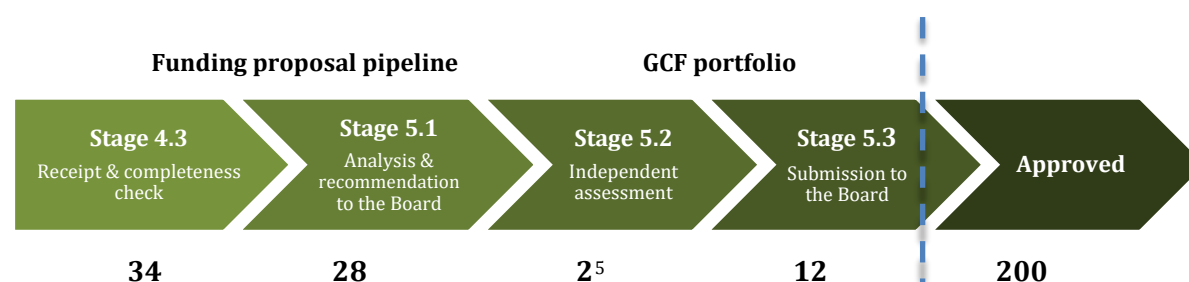 Funding proposal pipeline
GCF portfolio
Stage 4.3
Receipt & completeness
check
Stage 5.1
Analysis &
recommendation
to the Board
Stage 5.2
Independent
assessment
Stage 5.3
Submission to
the Board
Approved
34
28
2⁵
12
200